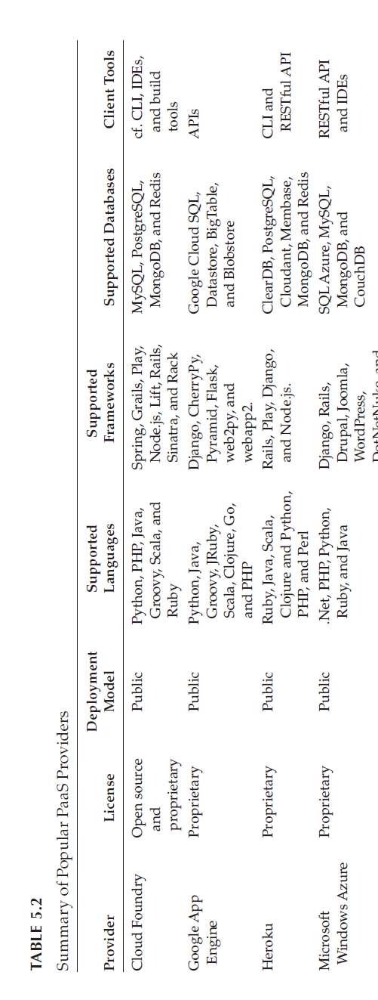 TABLE 5.2
Summary of Popular PaaS Providers
Deployment Supported Supported
Provider License Model Languages Frameworks Supported Databases Client Tools
Cloud Foundry Open source Public Python, PHP, Java, Spring, Grails, Play, MySQL, PostgreSQL, cf. CLI, IDEs,
and Groovy, Scala, and Node.js, Lift, Rails, MongoDB, and Redis and build
proprietary Ruby Sinatra, and Rack tools
Google App Proprietary Public Python, Java, Django, CherryPy, Google Cloud SQL, APIs
Engine Groovy, JRuby, Pyramid, Flask, Datastore, BigTable,
Scala, Clojure, Go, web2py, and and Blobstore
and PHP webapp2.
Heroku Proprietary Public Ruby, Java, Scala, Rails, Play, Django, ClearDB, PostgreSQL, CLI and
Clojure and Python, and Node.js. Cloudant, Membase, RESTful API
PHP, and Perl MongoDB, and Redis
Microsoft Proprietary Public .Net, PHP, Python, Django, Rails, SQL Azure, MySQL, RESTful API
Windows Azure Ruby, and Java Drupal, Joomla, MongoDB, and and IDEs
WordPress, CouchDB